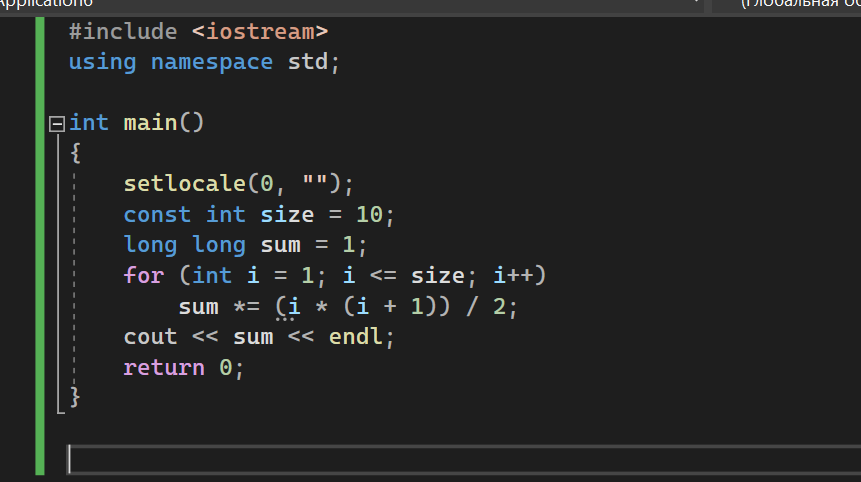 Application6 (Глобальная об
#include <iostream>
using namespace std;
int main()
{
setlocale(0, "");
const int size = 10;
long long sum = 1;
for (int i = 1; i <= size; i++)
sum *= (i * (i + 1)) / 2;
cout << sum << endl;
return 0;
}